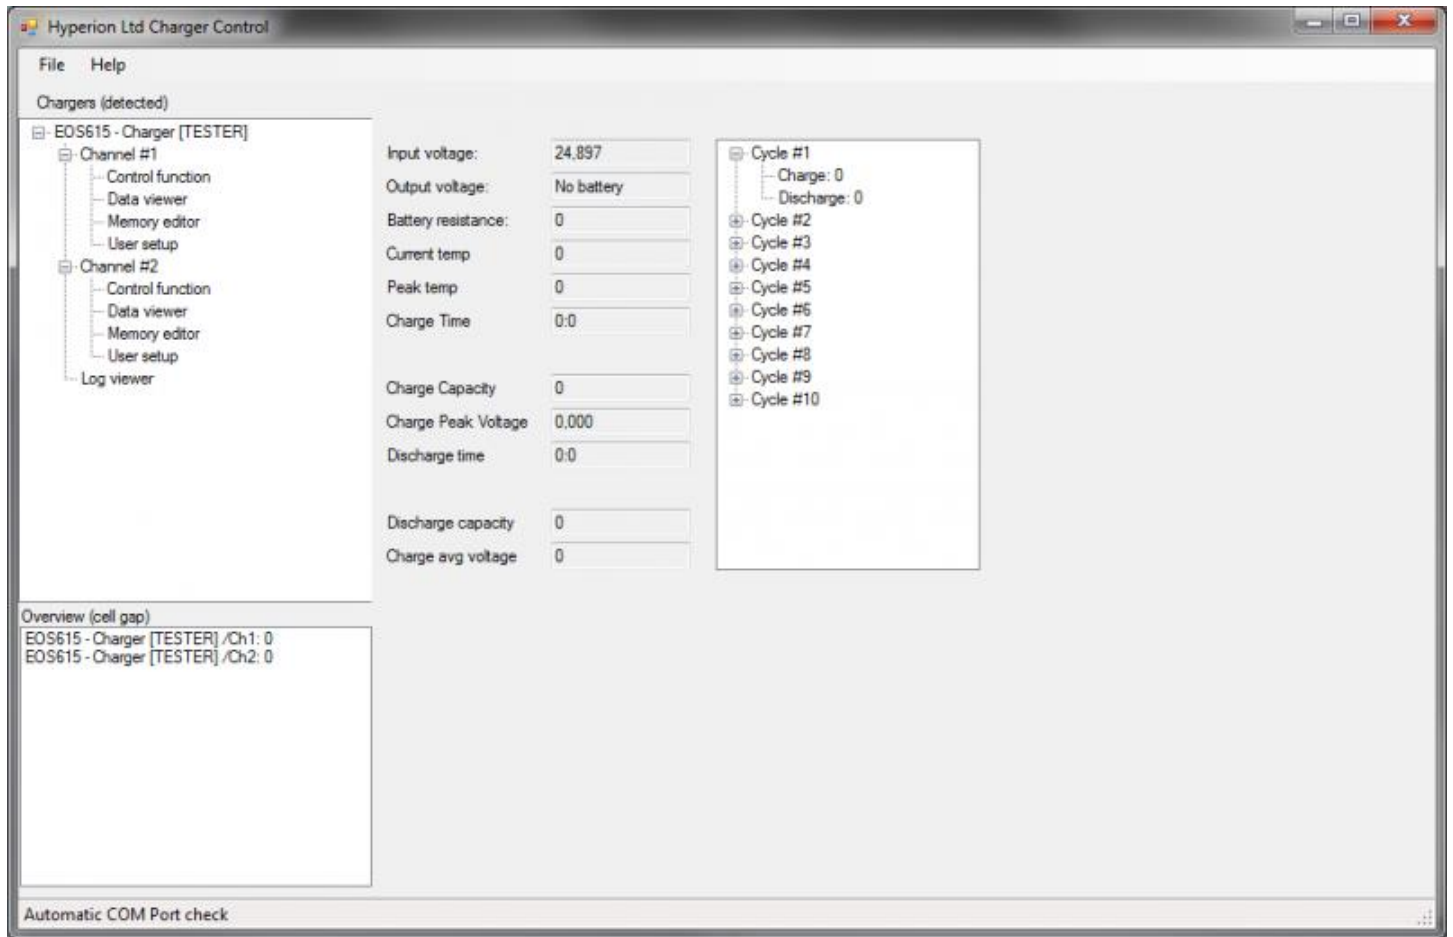 Hyperion Ltd Charger Control
File Help
Chargers (detected)
EOS615 - Charger [TESTER]
Channel #1
Control function
Data viewer
Memory editor
User setup
Channel #2
Control function
Data viewer
Memory editor
User setup
Log viewer
Input voltage: 24,897
Output voltage: No battery
Battery resistance: 0
Current temp 0
Peak temp 0
Charge Time 0:0
Charge Capacity 0
Charge Peak Voltage 0,000
Discharge time 0:0
Discharge capacity 0
Charge avg voltage 0
Cycle #1
Charge: 0
Discharge: 0
Cycle #2
Cycle #3
Cycle #4
Cycle #5
Cycle #6
Cycle #7
Cycle #8
Cycle #9
Cycle #10
Overview (cell gap)
EOS615 - Charger [TESTER] /Ch1: 0
EOS615 - Charger [TESTER] /Ch2: 0
Automatic COM Port check